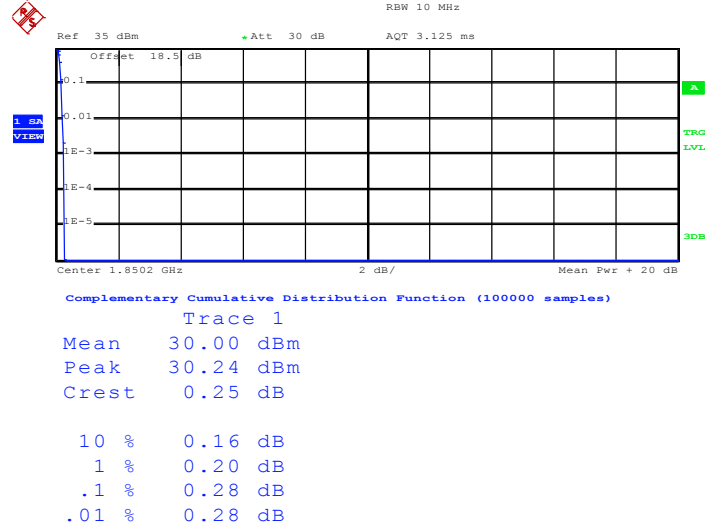 RBW 10 MHz
Ref 35 dBm * Att 30 dB AQT 3.125 ms
Offset 18.5 dB
0.1
A
0.01
1 SA
VIEW
TRG
LVL
1E-3
1E-4
1E-5
3DB
Center 1.8502 GHz 2 dB/ Mean Pwr + 20 dB
Complementary Cumulative Distribution Function (100000 samples)
Trace 1
Mean 30.00 dBm
Peak 30.24 dBm
Crest 0.25 dB
10 % 0.16 dB
1 % 0.20 dB
.1 % 0.28 dB
.01 % 0.28 dB